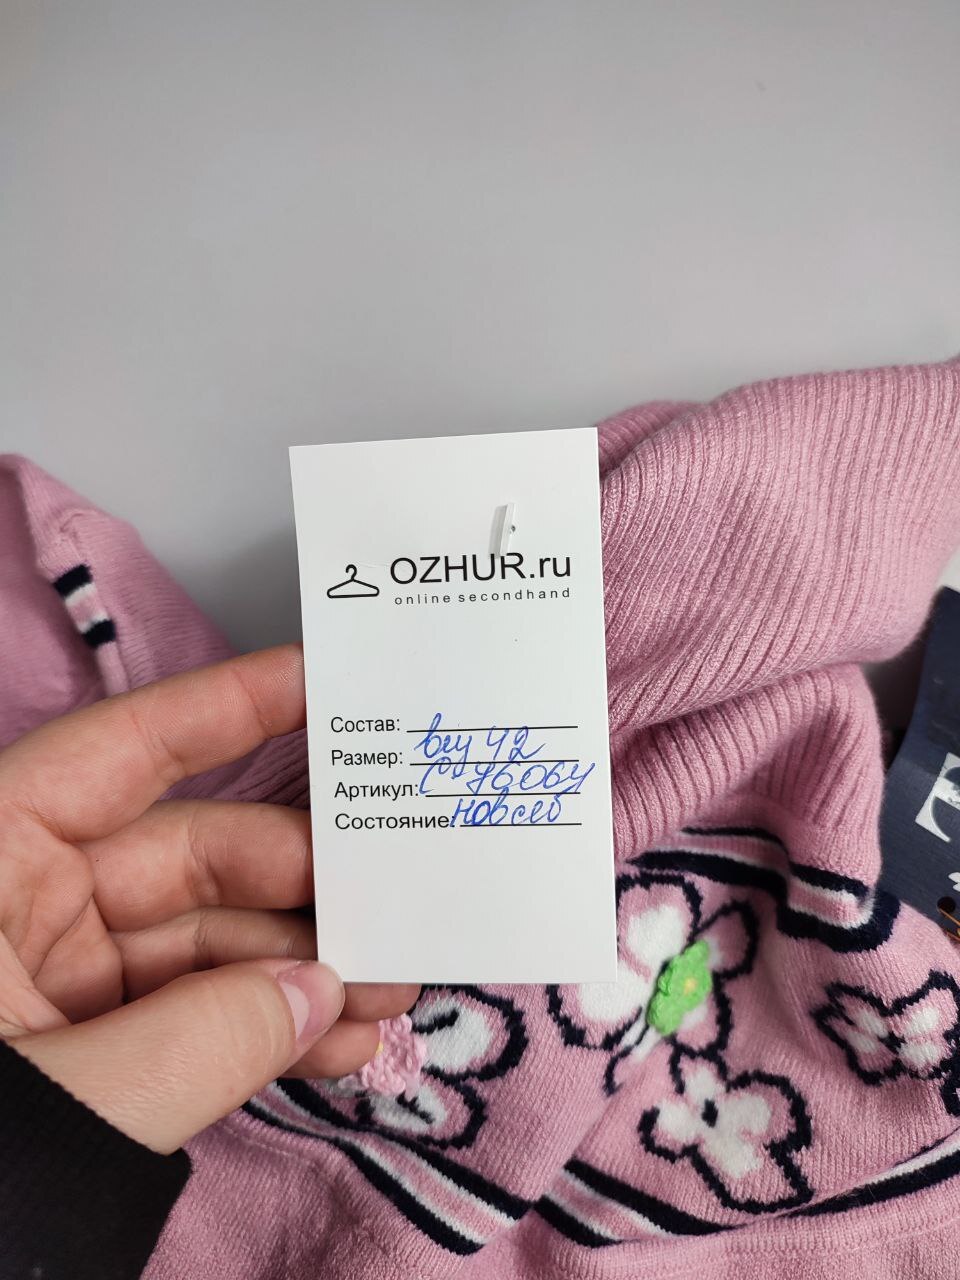 OZHUR.ru
online secondhand
Состав:
Размер: 42
Артикул: С 76064
Состояние: